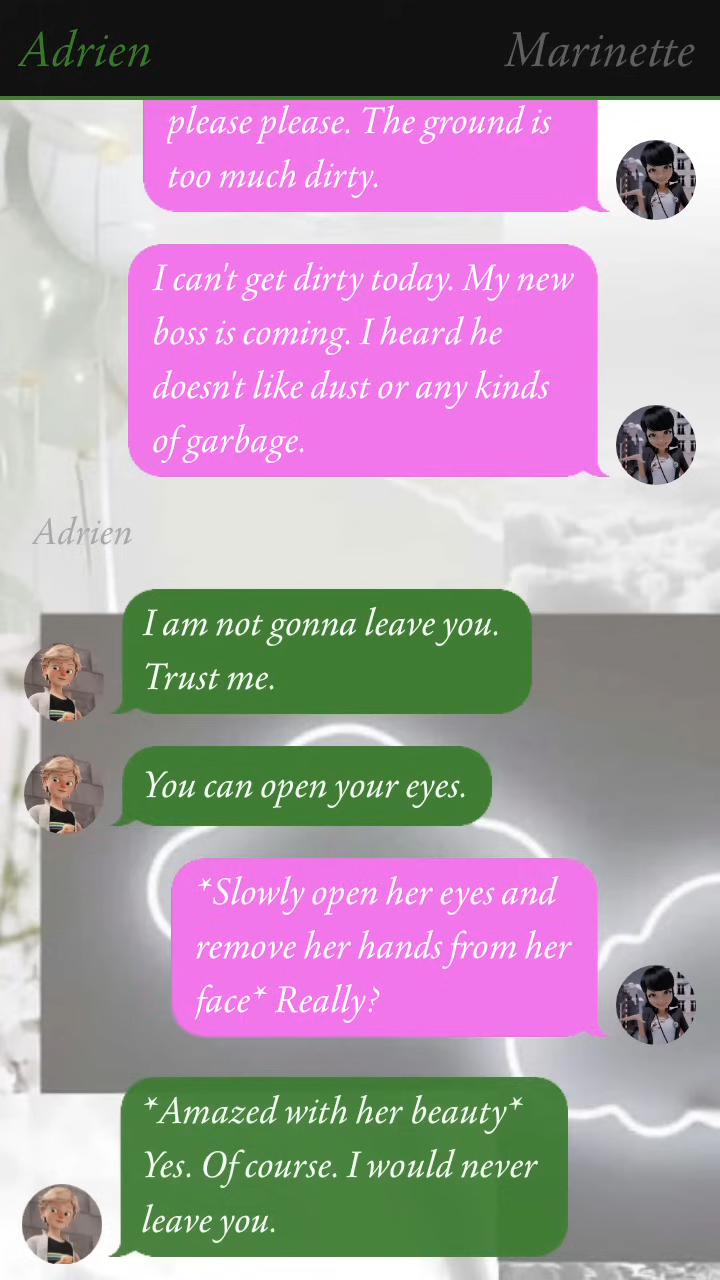 Adrien
Marinette
please please. The ground is
too much dirty.
I can't get dirty today. My new
boss is coming. I heard he
doesn't like dust or any kinds
of garbage.
Adrien
I am not gonna leave you.
Trust me.
You can open your eyes.
*Slowly open her eyes and
remove her hands from her
face* Really?
*Amazed with her beauty*
Yes. Of course. I would never
leave you.